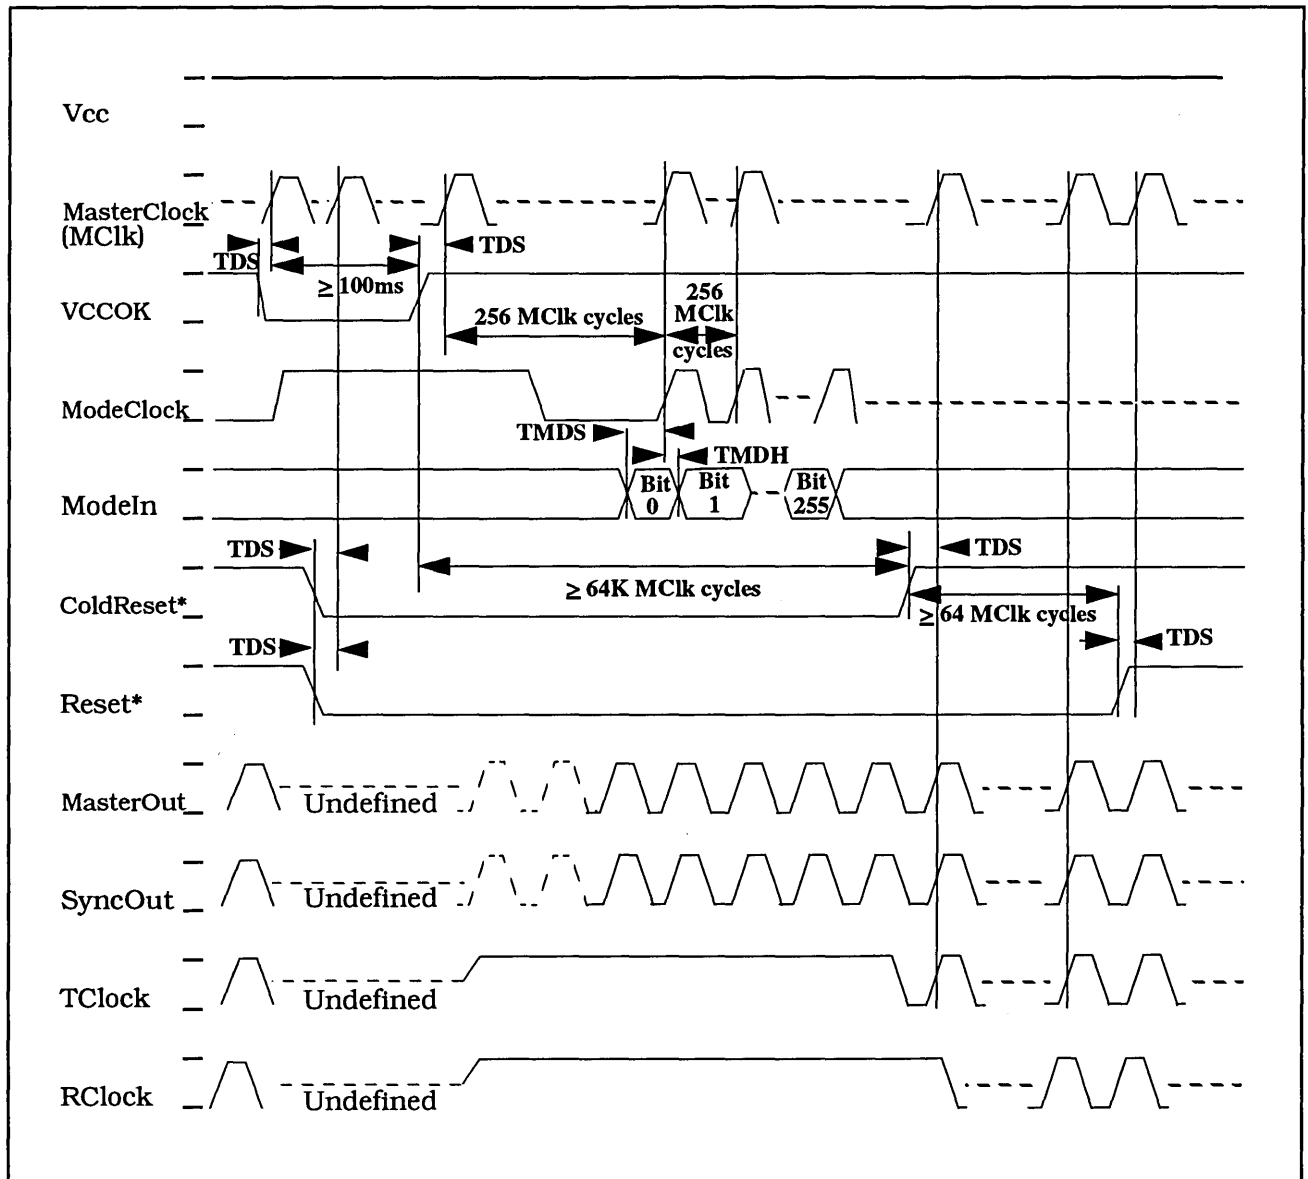 Vcc
MasterClock
(MClk)
TDS
TDS
≥ 100ms
VCCOK
256 MClk cycles
256
MClk
cycles
ModeClock
TMDS
TMDH
ModeIn
Bit
0
Bit
1
Bit
255
TDS
TDS
ColdReset*
≥ 64K MClk cycles
≥ 64 MClk cycles
TDS
TDS
Reset*
MasterOut
Undefined
SyncOut
Undefined
TClock
Undefined
RClock
Undefined